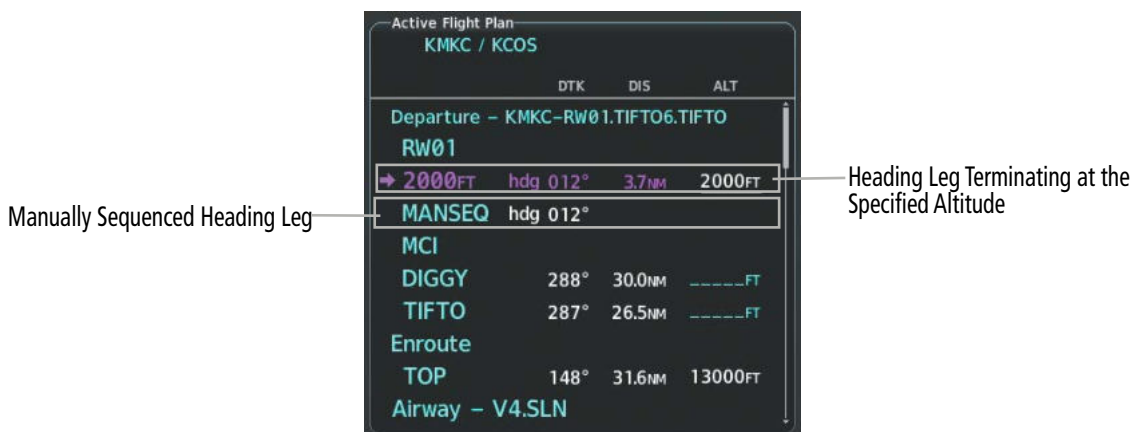 Active Flight Plan
KMKC / KCOS
DTK DIS ALT
Departure – KMKC-RW01.TIFTO6.TIFTO
RW01
2000FT hdg 012° 3.7NM 2000FT
Heading Leg Terminating at the
Specified Altitude
Manually Sequenced Heading Leg
MANSEQ hdg 012°
MCI
DIGGY 288° 30.0NM _____FT
TIFTO 287° 26.5NM _____FT
Enroute
TOP 148° 31.6NM 13000FT
Airway – V4.SLN